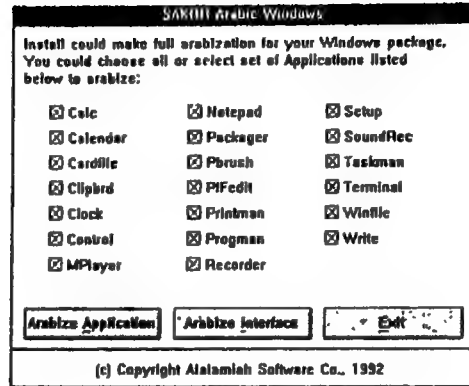 SAKHR Arabic Windows
Install could make full arabization for your Windows package.
You could choose all or select set of Applications listed
below to arabize:
Calc Notepad Setup
Calendar Packager SoundRec
Cardfile Pbrush Taskman
Clipbrd PIFedit Terminal
Clock Printman Winfile
Control Progman Write
MPlayer Recorder
Arabize Application Arabize Interface Exit
(c) Copyright Alalamiah Software Co., 1992